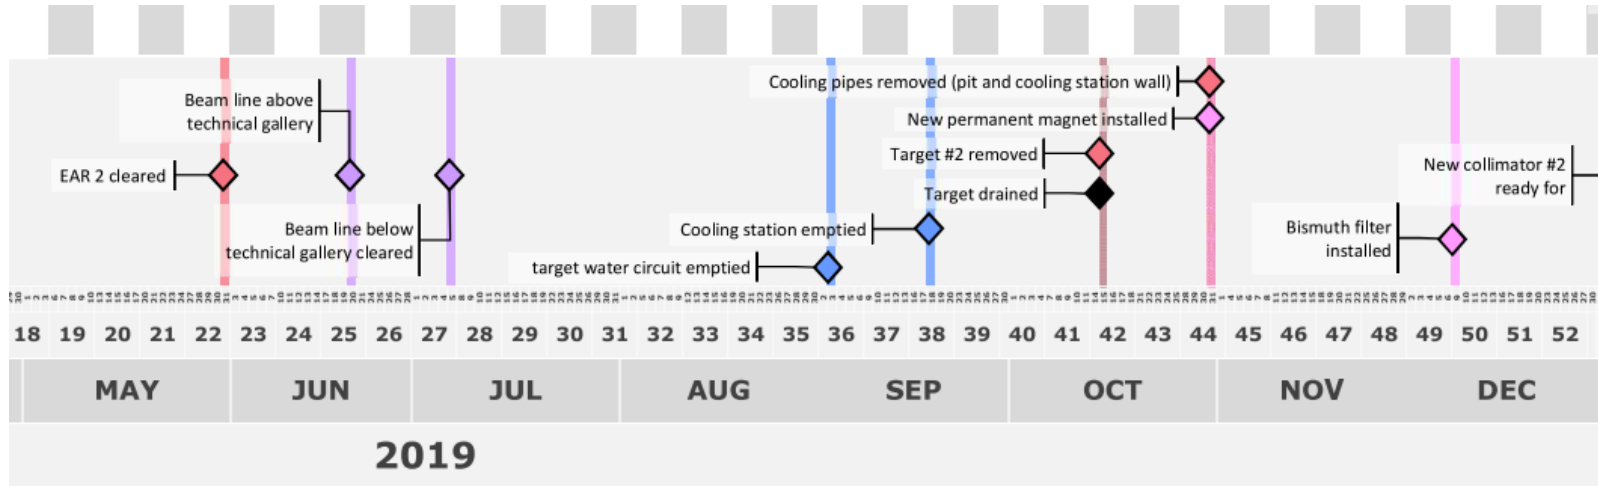 Cooling pipes removed (pit and cooling station wall)
Beam line above
technical gallery
New permanent magnet installed
Target #2 removed
New collimator #2
ready for
EAR 2 cleared
Target drained
Beam line below
technical gallery cleared
Cooling station emptied
Bismuth filter
installed
target water circuit emptied
18 19 20 21 22 23 24 25 26 27 28 29 30 31 32 33 34 35 36 37 38 39 40 41 42 43 44 45 46 47 48 49 50 51 52
MAY JUN JUL AUG SEP OCT NOV DEC
2019